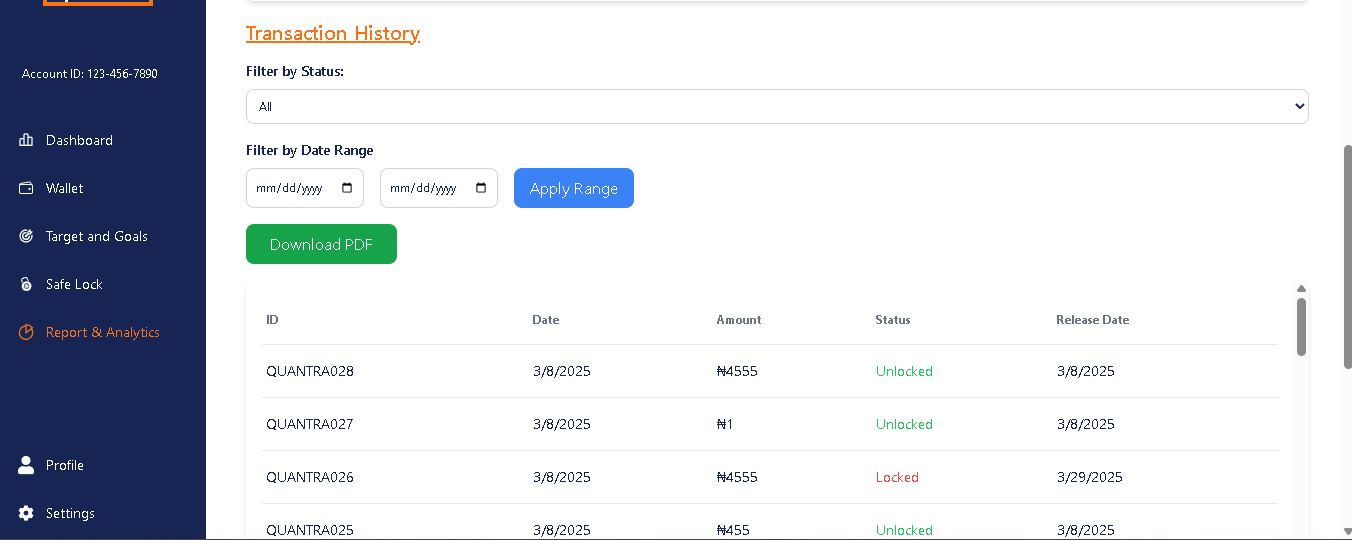 Account ID: 123-456-7890
Dashboard
Wallet
Target and Goals
Safe Lock
Report & Analytics
Profile
Settings
Transaction History
Filter by Status:
All
Filter by Date Range
mm/dd/yyyy mm/dd/yyyy Apply Range
Download PDF
ID Date Amount Status Release Date
QUANTRA028 3/8/2025 ₦4555 Unlocked 3/8/2025
QUANTRA027 3/8/2025 ₦1 Unlocked 3/8/2025
QUANTRA026 3/8/2025 ₦4555 Locked 3/29/2025
QUANTRA025 3/8/2025 ₦455 Unlocked 3/8/2025